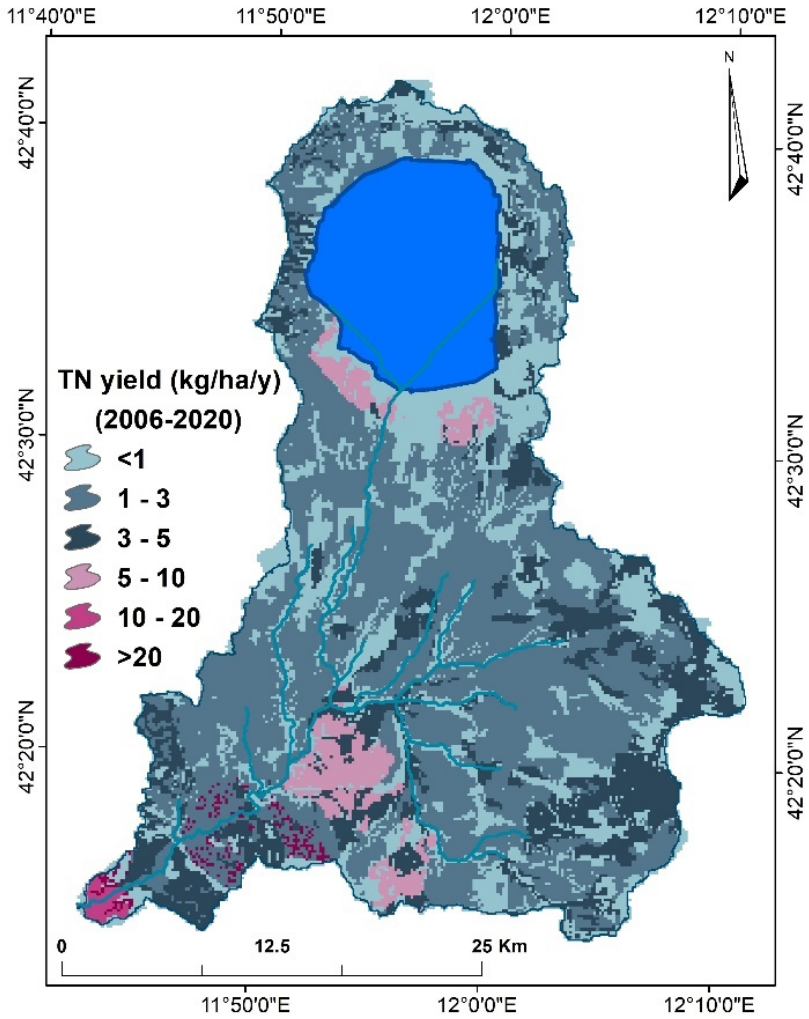 11°40'0"E 11°50'0"E 12°0'0"E 12°10'0"E
N
42°40'0"N 42°40'0"N
TN yield (kg/ha/y)
(2006-2020)
42°30'0"N 42°30'0"N
<1
1 - 3
3 - 5
5 - 10
10 - 20
>20
42°20'0"N 42°20'0"N
0 12.5 25 Km
11°50'0"E 12°0'0"E 12°10'0"E